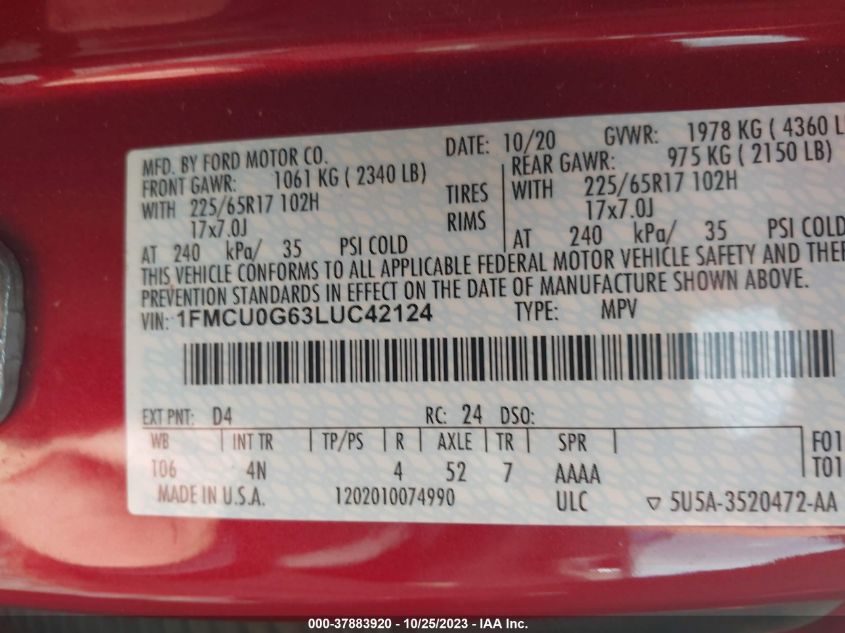 MFD. BY FORD MOTOR CO. DATE: 10/20 GVWR: 1978 KG ( 4360 L
FRONT GAWR: 1061 KG ( 2340 LB) REAR GAWR: 975 KG ( 2150 LB)
WITH 225/65R17 102H TIRES WITH 225/65R17 102H
17x7.0J RIMS 17x7.0J
AT 240 kPa/ 35 PSI COLD AT 240 kPa/ 35 PSI COLD
THIS VEHICLE CONFORMS TO ALL APPLICABLE FEDERAL MOTOR VEHICLE SAFETY AND THEF
PREVENTION STANDARDS IN EFFECT ON THE DATE OF MANUFACTURE SHOWN ABOVE.
VIN: 1FMCU0G63LUC42124 TYPE: MPV
EXT PNT: D4 RC: 24 DSO:
WB INT TR TP/PS R AXLE TR SPR F01
T06 4N 4 52 7 AAAA T01
MADE IN U.S.A. 1202010074990 ULC ▽ 5U5A-3520472-AA
000-37883920 - 10/25/2023 - IAA Inc.